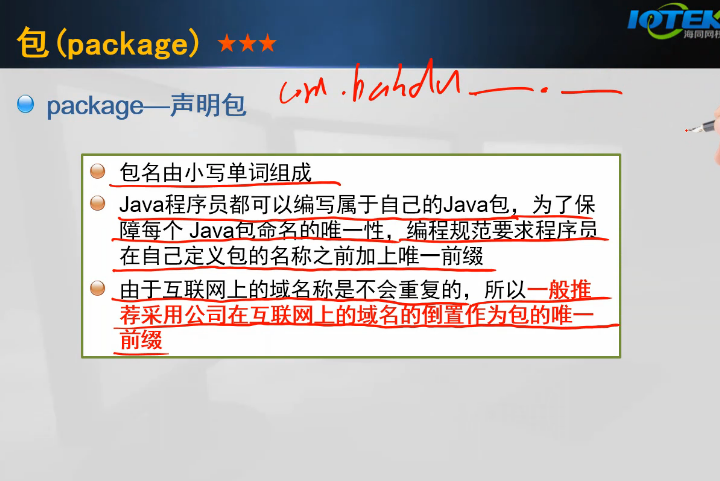 包(package) ★★★
IOTEK
海同网校
com.baidu
package—声明包
包名由小写单词组成
Java程序员都可以编写属于自己的Java包，为了保
障每个 Java包命名的唯一性，编程规范要求程序员
在自己定义包的名称之前加上唯一前缀
由于互联网上的域名称是不会重复的，所以一般推
荐采用公司在互联网上的域名的倒置作为包的唯一
前缀